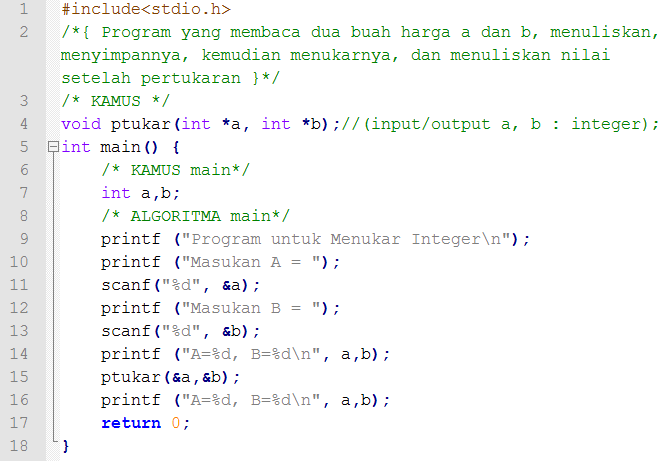 1 #include<stdio.h>
2 /*{ Program yang membaca dua buah harga a dan b, menuliskan,
menyimpannya, kemudian menukarnya, dan menuliskan nilai
setelah pertukaran }*/
3 /* KAMUS */
4 void ptukar(int *a, int *b);//(input/output a, b : integer);
5 int main() {
6 /* KAMUS main*/
7 int a,b;
8 /* ALGORITMA main*/
9 printf ("Program untuk Menukar Integer\n");
10 printf ("Masukan A = ");
11 scanf("%d", &a);
12 printf ("Masukan B = ");
13 scanf("%d", &b);
14 printf ("A=%d, B=%d\n", a,b);
15 ptukar(&a,&b);
16 printf ("A=%d, B=%d\n", a,b);
17 return 0;
18 }